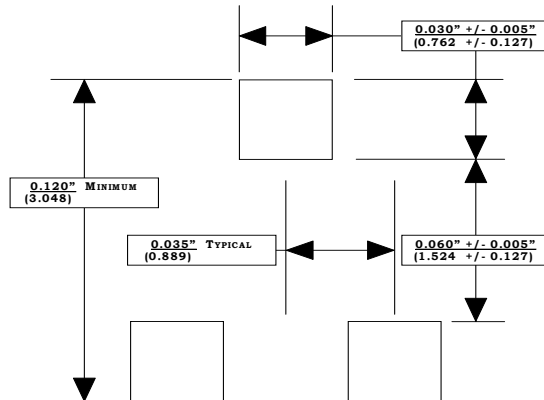 0.030" +/- 0.005"
(0.762 +/- 0.127)
0.120" MINIMUM
(3.048)
0.035" TYPICAL
(0.889)
0.060" +/- 0.005"
(1.524 +/- 0.127)